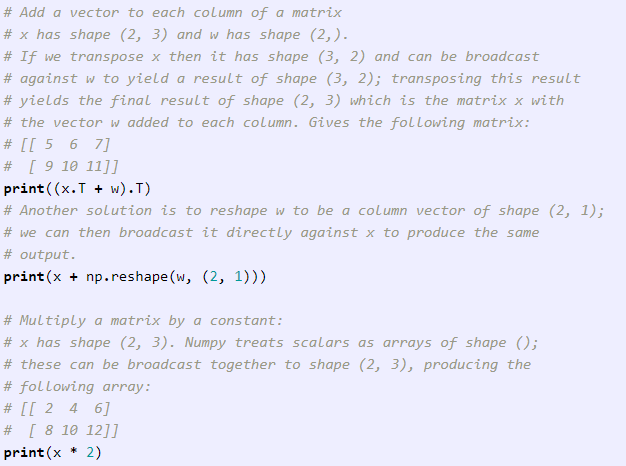 # Add a vector to each column of a matrix
# x has shape (2, 3) and w has shape (2,).
# If we transpose x then it has shape (3, 2) and can be broadcast
# against w to yield a result of shape (3, 2); transposing this result
# yields the final result of shape (2, 3) which is the matrix x with
# the vector w added to each column. Gives the following matrix:
# [[ 5  6  7]
#  [ 9 10 11]]
print((x.T + w).T)
# Another solution is to reshape w to be a column vector of shape (2, 1);
# we can then broadcast it directly against x to produce the same
# output.
print(x + np.reshape(w, (2, 1)))

# Multiply a matrix by a constant:
# x has shape (2, 3). Numpy treats scalars as arrays of shape ();
# these can be broadcast together to shape (2, 3), producing the
# following array:
# [[ 2  4  6]
#  [ 8 10 12]]
print(x * 2)